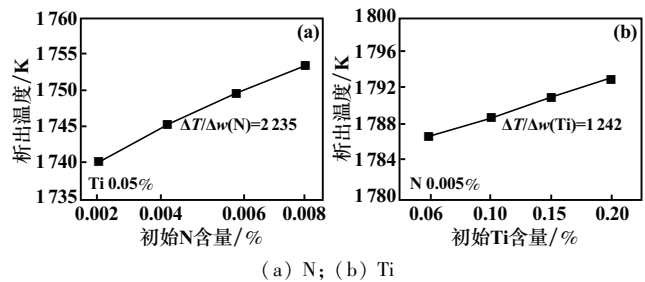 (a)
析出温度/K
1 760
1 755
1 750
1 745
1 740
1 735
ΔT/Δw(N)=2 235
Ti 0.05%
0.002 0.004 0.006 0.008
初始N含量/%
(b)
析出温度/K
1 800
1 796
1 792
1 788
1 784
1 780
ΔT/Δw(Ti)=1 242
N 0.005%
0.06 0.10 0.15 0.20
初始Ti含量/%
(a) N; (b) Ti